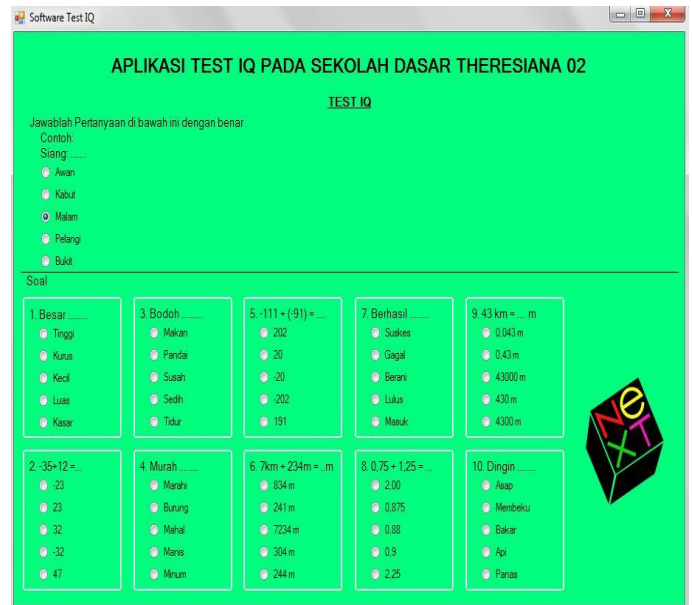 Software Test IQ
APLIKASI TEST IQ PADA SEKOLAH DASAR THERESIANA 02
TEST IQ
Jawablah Pertanyaan di bawah ini dengan benar
Contoh:
Siang: .......
Awan
Kabut
Malam
Pelangi
Bukit
Soal
1. Besar .........
Tinggi
Kurus
Kecil
Luas
Kasar
2. -35+12 =...
-23
23
32
-32
47
3. Bodoh .........
Makan
Pandai
Susah
Sedih
Tidur
4. Murah .........
Marahi
Burung
Mahal
Manis
Minum
5. -111 + (-91) = ....
202
20
-20
-202
191
6. 7km + 234m = ..m
834 m
241 m
7234 m
304 m
244 m
7. Berhasil .........
Suskes
Gagal
Berani
Lulus
Masuk
8. 0,75 + 1,25 = ...
2,00
0,875
0,88
0,9
2,25
9. 43 km = .... m
0,043 m
0,43 m
43000 m
430 m
4300 m
10. Dingin .........
Asap
Membeku
Bakar
Api
Panas
NeXT